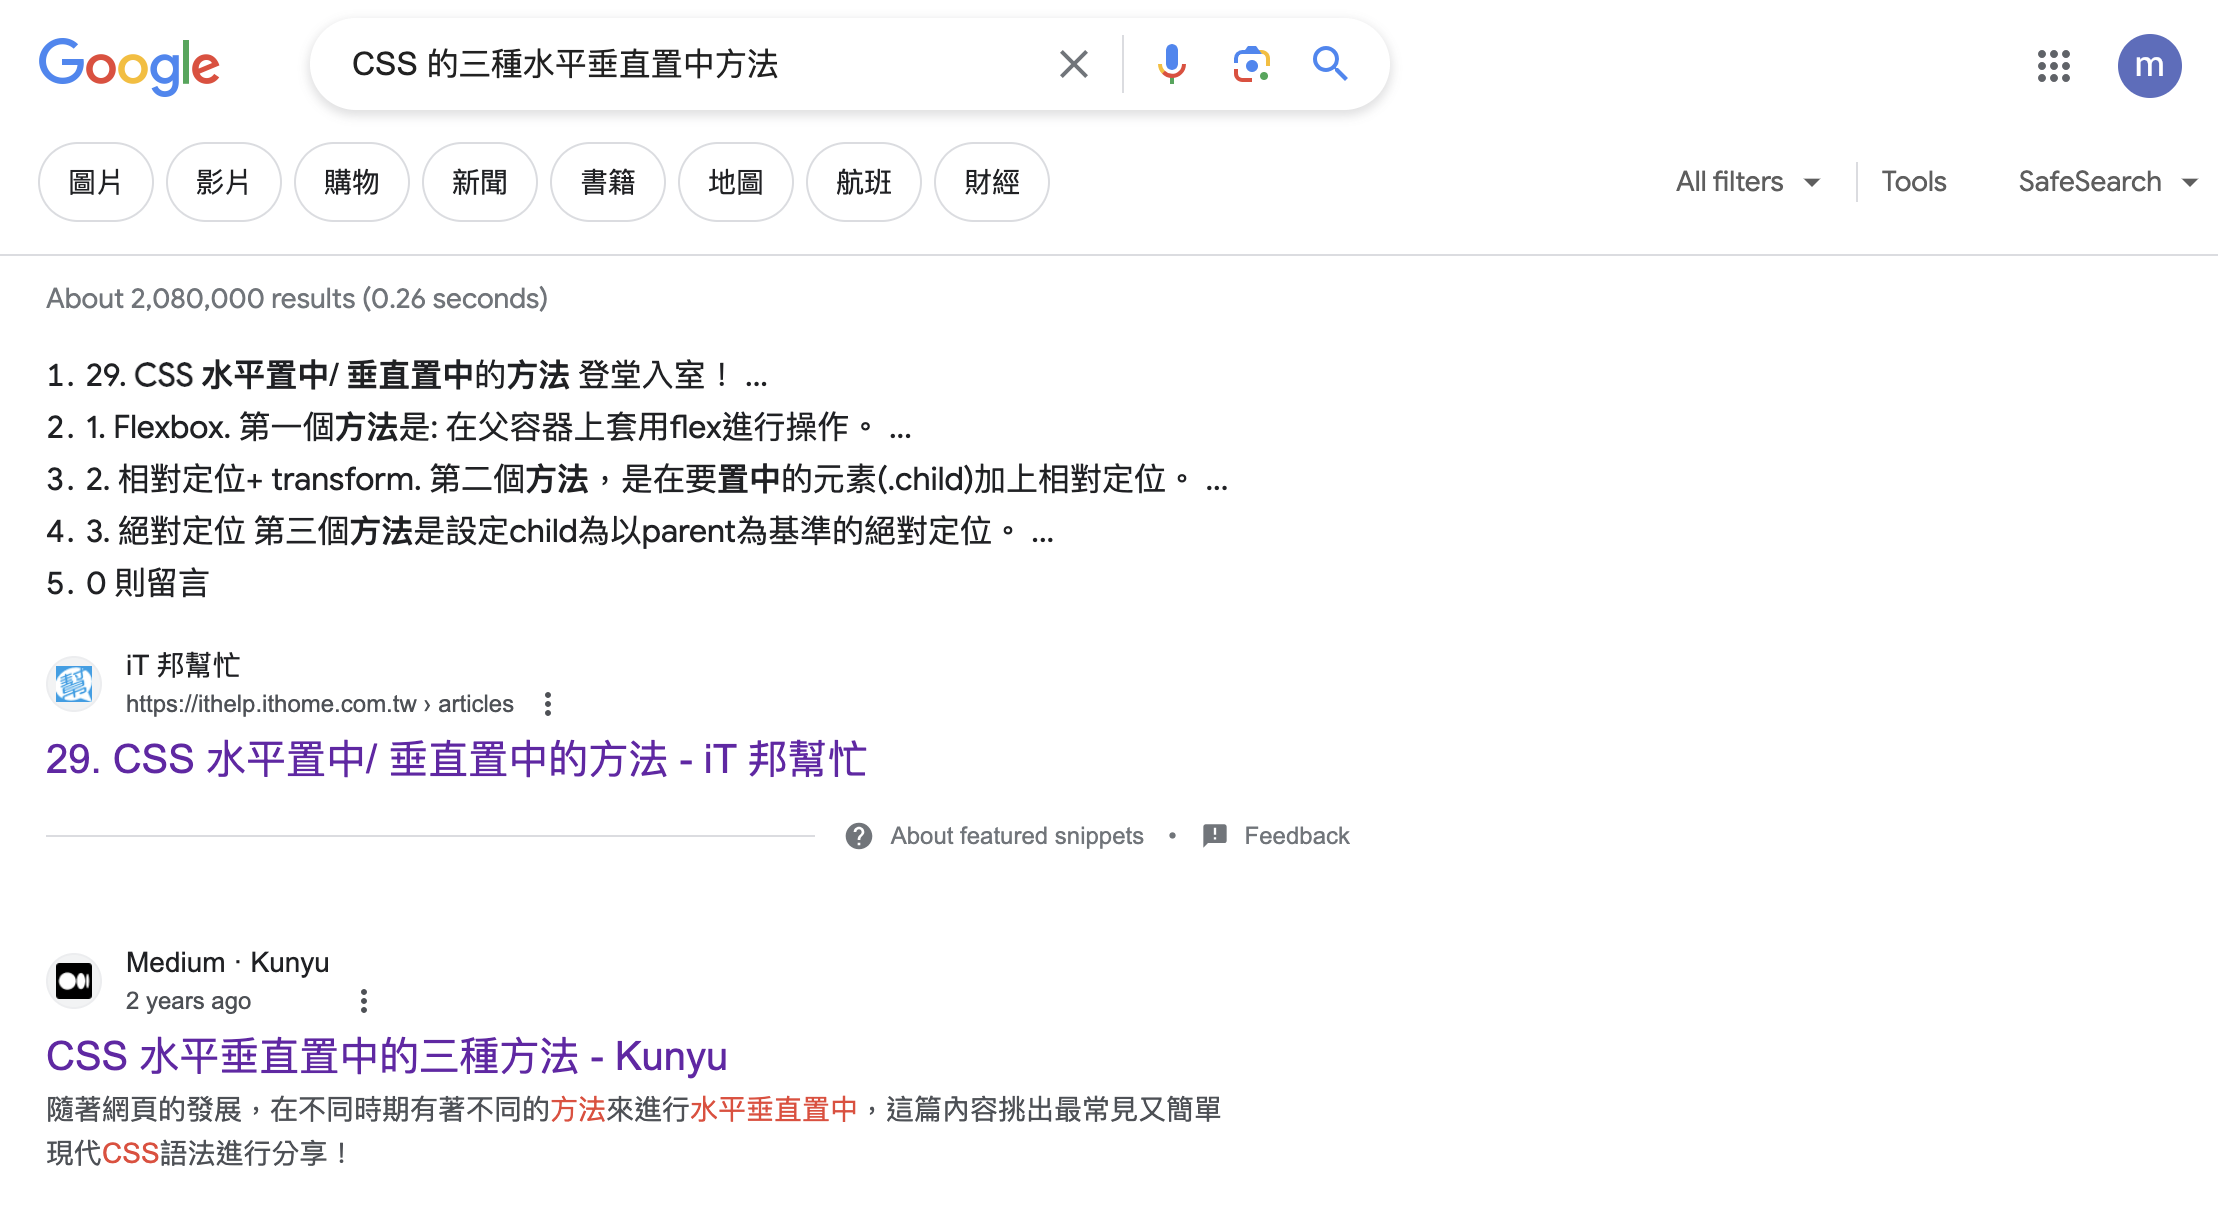 Google
CSS 的三種水平垂直置中方法
m
圖片
影片
購物
新聞
書籍
地圖
航班
財經
All filters
Tools
SafeSearch
About 2,080,000 results (0.26 seconds)
1. 29. CSS 水平置中/ 垂直置中的方法 登堂入室！ ...
2. 1. Flexbox. 第一個方法是: 在父容器上套用flex進行操作。 ...
3. 2. 相對定位+ transform. 第二個方法，是在要置中的元素(.child)加上相對定位。 ...
4. 3. 絕對定位 第三個方法是設定child為以parent為基準的絕對定位。 ...
5. 0 則留言
幫
iT 邦幫忙
https://ithelp.ithome.com.tw › articles
29. CSS 水平置中/ 垂直置中的方法 - iT 邦幫忙
About featured snippets
•
Feedback
Medium · Kunyu
2 years ago
CSS 水平垂直置中的三種方法 - Kunyu
隨著網頁的發展，在不同時期有著不同的方法來進行水平垂直置中，這篇內容挑出最常見又簡單
現代CSS語法進行分享！